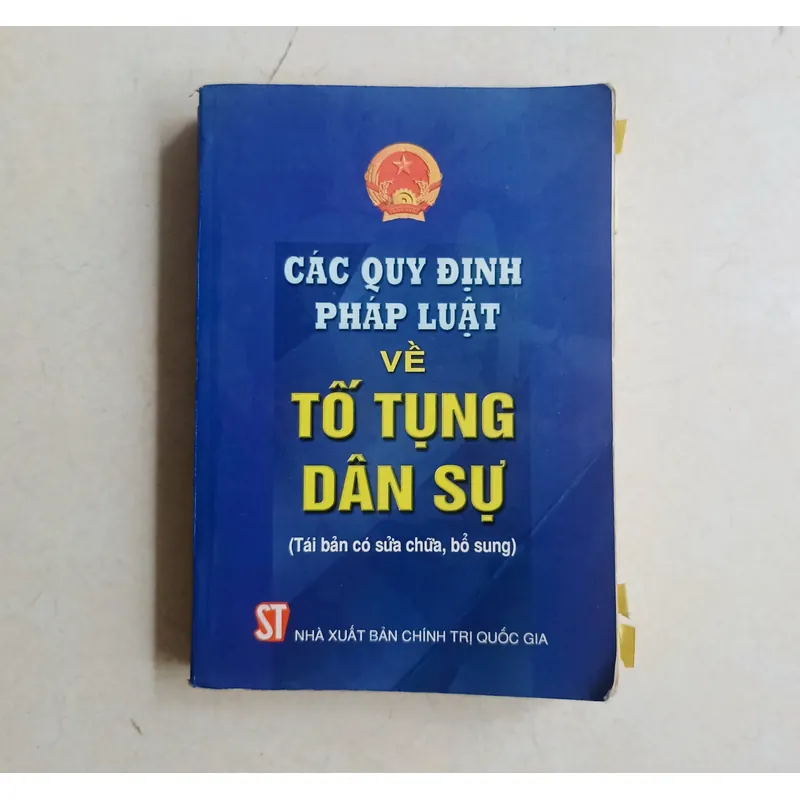 CÁC QUY ĐỊNH
PHÁP LUẬT
VỀ
TỐ TỤNG
DÂN SỰ
(Tái bản có sửa chữa, bổ sung)
ST NHÀ XUẤT BẢN CHÍNH TRỊ QUỐC GIA